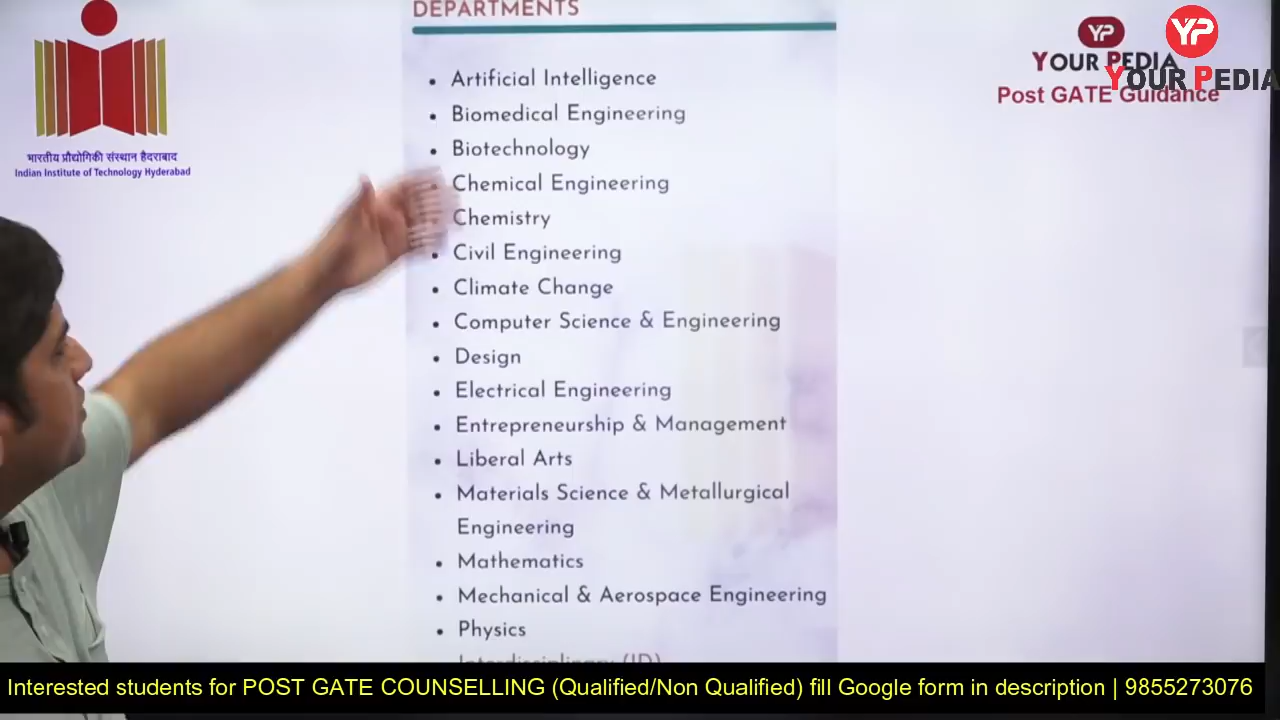 DEPARTMENTS
Artificial Intelligence
Biomedical Engineering
Biotechnology
Chemical Engineering
Chemistry
Civil Engineering
Climate Change
Computer Science & Engineering
Design
Electrical Engineering
Entrepreneurship & Management
Liberal Arts
Materials Science & Metallurgical
Engineering
Mathematics
Mechanical & Aerospace Engineering
Physics
Interdisciplinary (ID)
भारतीय प्रौद्योगिकी संस्थान हैदराबाद
Indian Institute of Technology Hyderabad
YP
YOUR PEDIA
Post GATE Guidance
YP
YOUR PEDIA
Interested students for POST GATE COUNSELLING (Qualified/Non Qualified) fill Google form in description | 9855273076